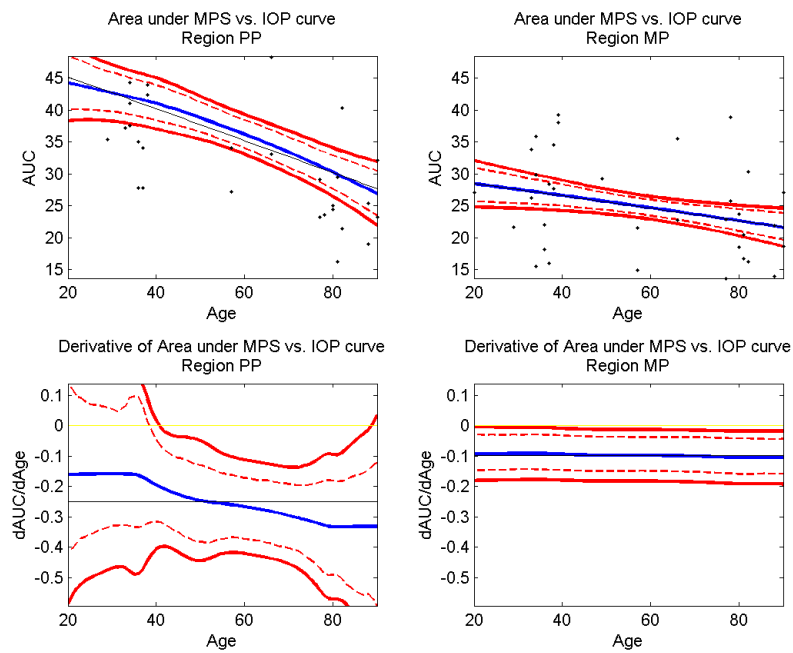 Area under MPS vs. IOP curve
Region PP
AUC
45
40
35
30
25
20
15
20 40 60 80
Age
Area under MPS vs. IOP curve
Region MP
AUC
45
40
35
30
25
20
15
20 40 60 80
Age
Derivative of Area under MPS vs. IOP curve
Region PP
dAUC/dAge
0.1
0
-0.1
-0.2
-0.3
-0.4
-0.5
20 40 60 80
Age
Derivative of Area under MPS vs. IOP curve
Region MP
dAUC/dAge
0.1
0
-0.1
-0.2
-0.3
-0.4
-0.5
20 40 60 80
Age